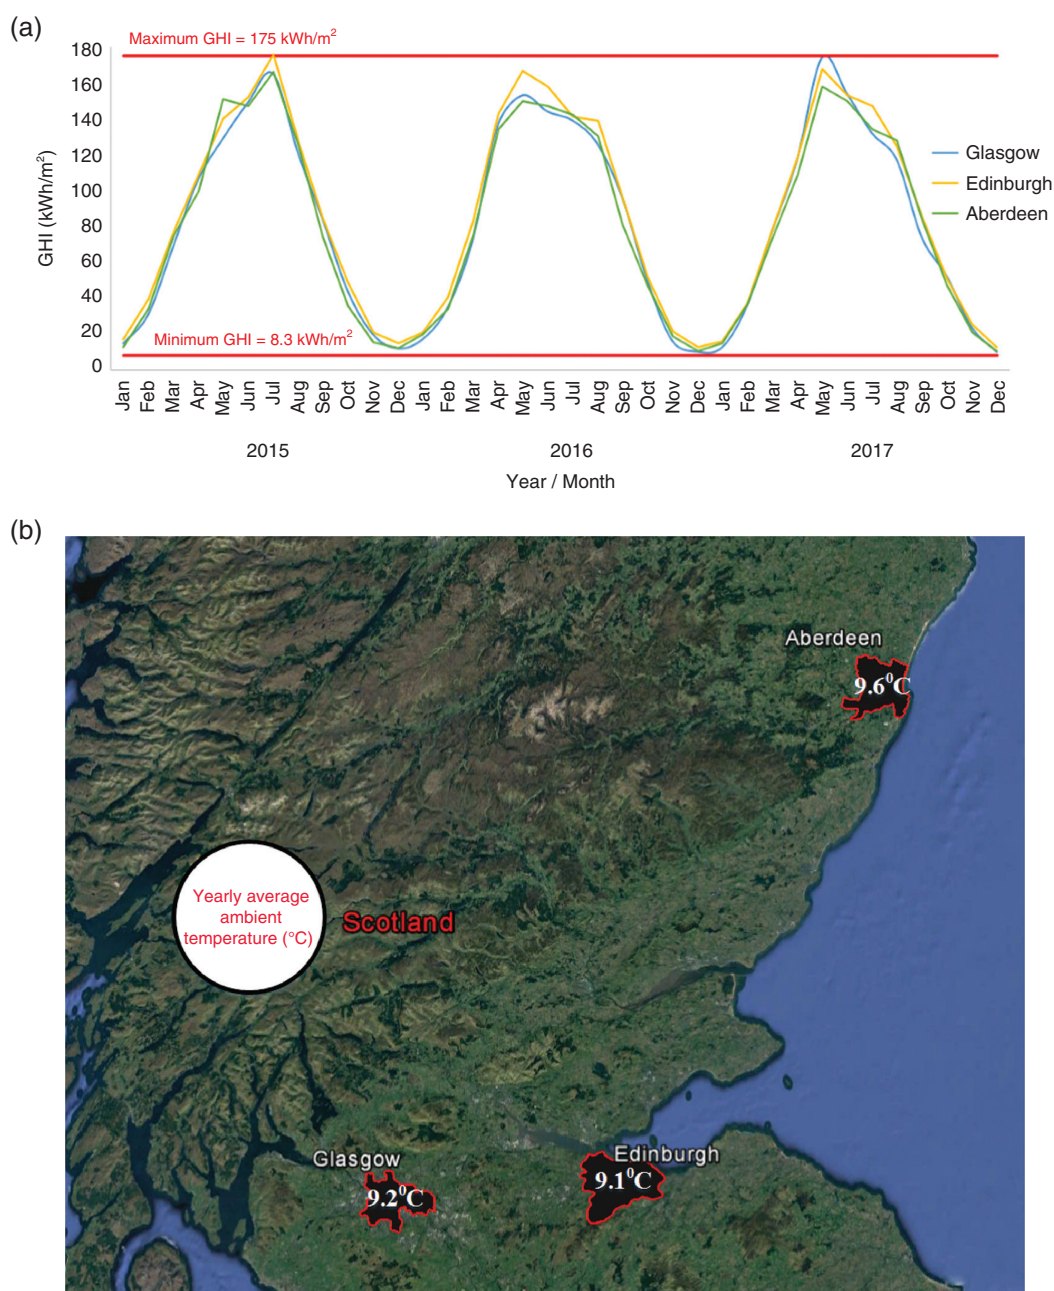 (a)
Maximum GHI = 175 kWh/m²
180
160
140
120
100
80
60
40
20
0
GHI (kWh/m²)
Minimum GHI = 8.3 kWh/m²
Glasgow
Edinburgh
Aberdeen
Jan Feb Mar Apr May Jun Jul Aug Sep Oct Nov Dec Jan Feb Mar Apr May Jun Jul Aug Sep Oct Nov Dec Jan Feb Mar Apr May Jun Jul Aug Sep Oct Nov Dec
2015 2016 2017
Year / Month
(b)
Aberdeen
9.6⁰C
Yearly average
ambient
temperature (°C)
Scotland
Glasgow
9.2⁰C
Edinburgh
9.1⁰C